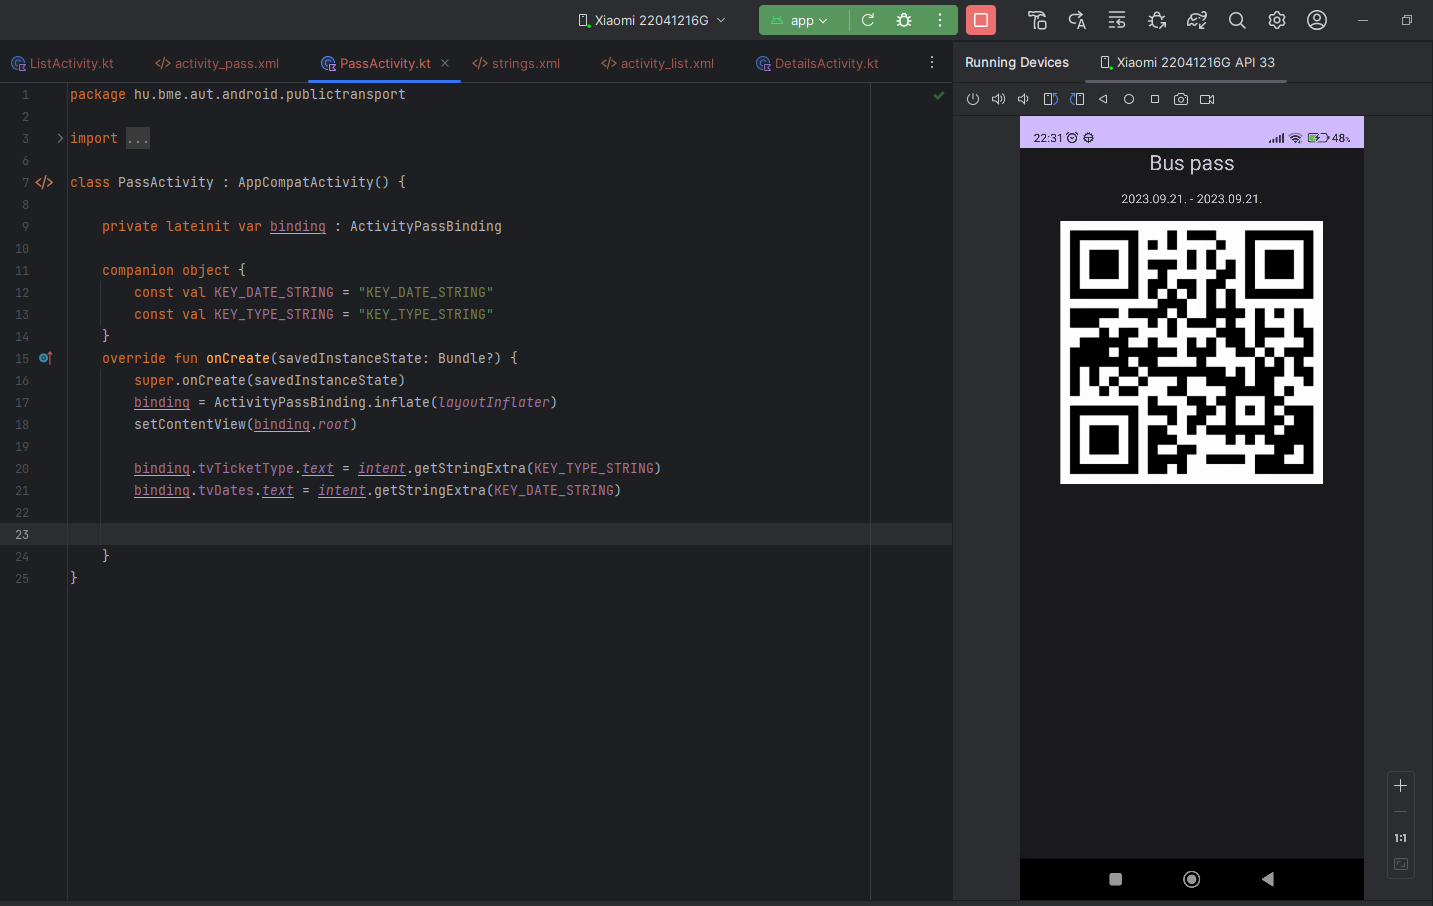 Xiaomi 22041216G
app
ListActivity.kt
activity_pass.xml
PassActivity.kt
strings.xml
activity_list.xml
DetailsActivity.kt
Running Devices
Xiaomi 22041216G API 33
1 package hu.bme.aut.android.publictransport
2
3 import ...
6
7 class PassActivity : AppCompatActivity() {
8
9 private lateinit var binding : ActivityPassBinding
10
11 companion object {
12 const val KEY_DATE_STRING = "KEY_DATE_STRING"
13 const val KEY_TYPE_STRING = "KEY_TYPE_STRING"
14 }
15 override fun onCreate(savedInstanceState: Bundle?) {
16 super.onCreate(savedInstanceState)
17 binding = ActivityPassBinding.inflate(layoutInflater)
18 setContentView(binding.root)
19
20 binding.tvTicketType.text = intent.getStringExtra(KEY_TYPE_STRING)
21 binding.tvDates.text = intent.getStringExtra(KEY_DATE_STRING)
22
23
24 }
25 }
22:31
48%
Bus pass
2023.09.21. - 2023.09.21.
1:1